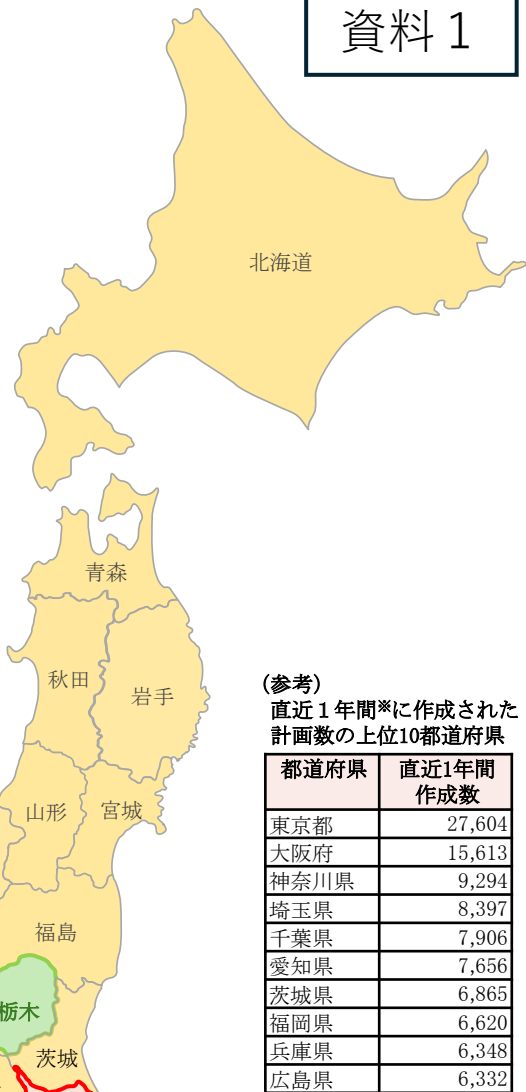 資料１
北海道
青森
秋田
岩手
山形
宮城
福島
栃木
茨城
(参考)
直近１年間※に作成された
計画数の上位10都道府県
都道府県 直近1年間
作成数
東京都 27,604
大阪府 15,613
神奈川県 9,294
埼玉県 8,397
千葉県 7,906
愛知県 7,656
茨城県 6,865
福岡県 6,620
兵庫県 6,348
広島県 6,332